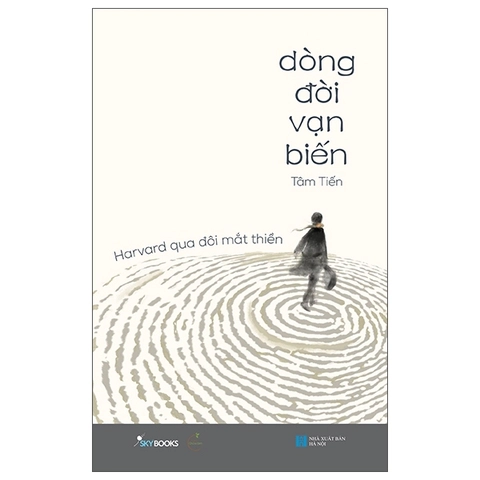 dòng
đời
vạn
biến
Tâm Tiến
Harvard qua đôi mắt thiền
SKYBOOKS
NHÀ XUẤT BẢN
HÀ NỘI